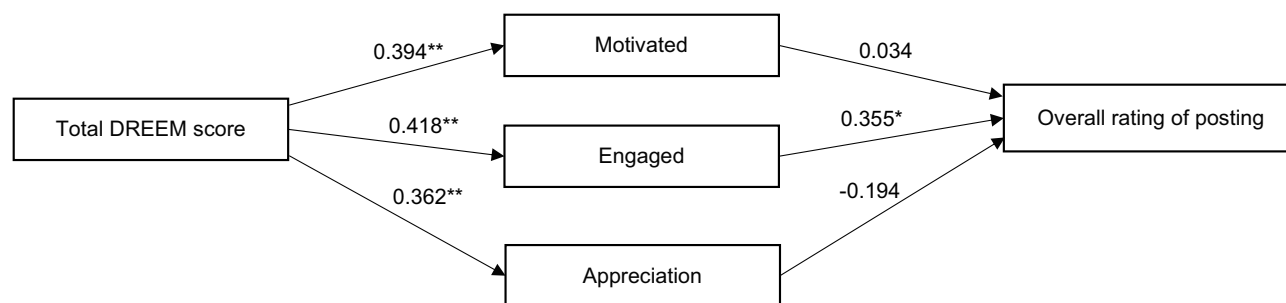 Motivated
0.394**
0.034
Total DREEM score
Overall rating of posting
0.418**
0.355*
Engaged
0.362**
-0.194
Appreciation